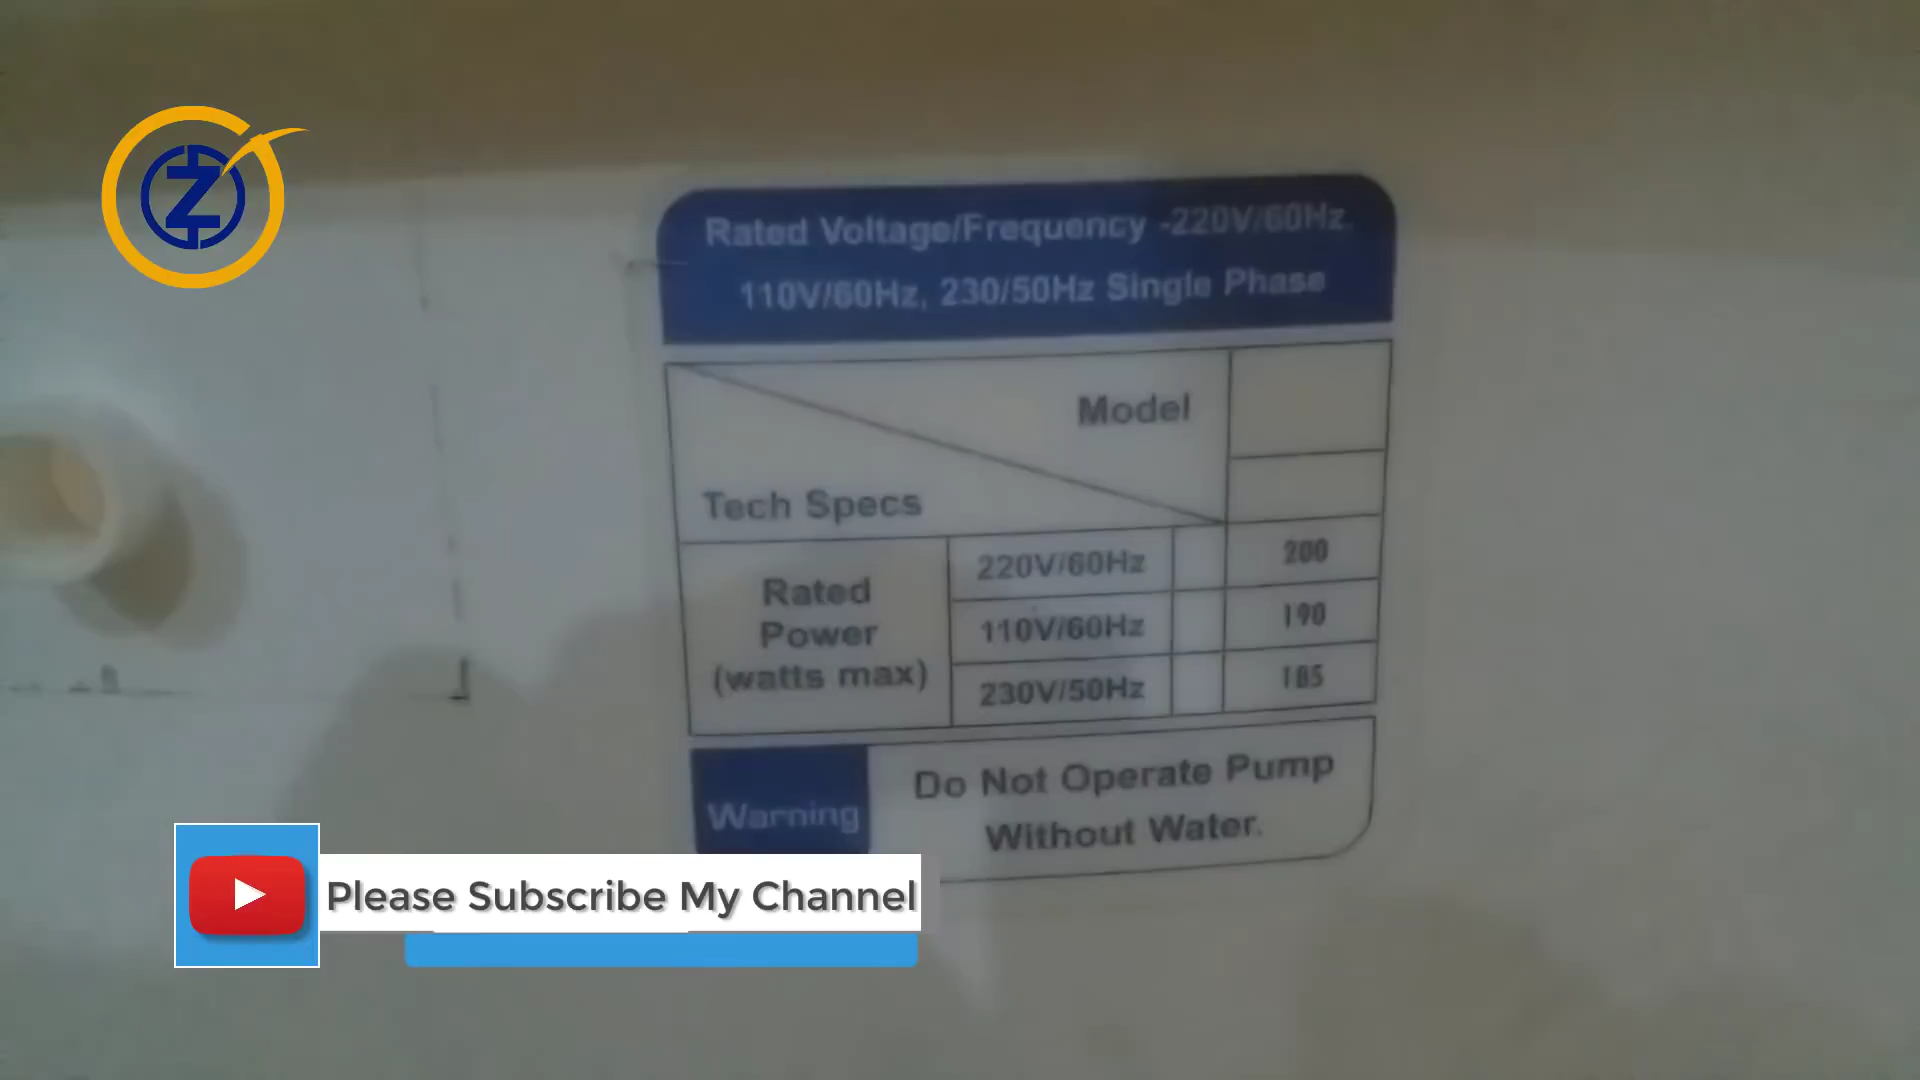 Z
Rated Voltage/Frequency -220V/60Hz.
110V/60Hz, 230/50Hz Single Phase
Model
Tech Specs
Rated
Power
(watts max)
220V/60Hz
200
110V/60Hz
190
230V/50Hz
185
Warning
Do Not Operate Pump
Without Water.
Please Subscribe My Channel